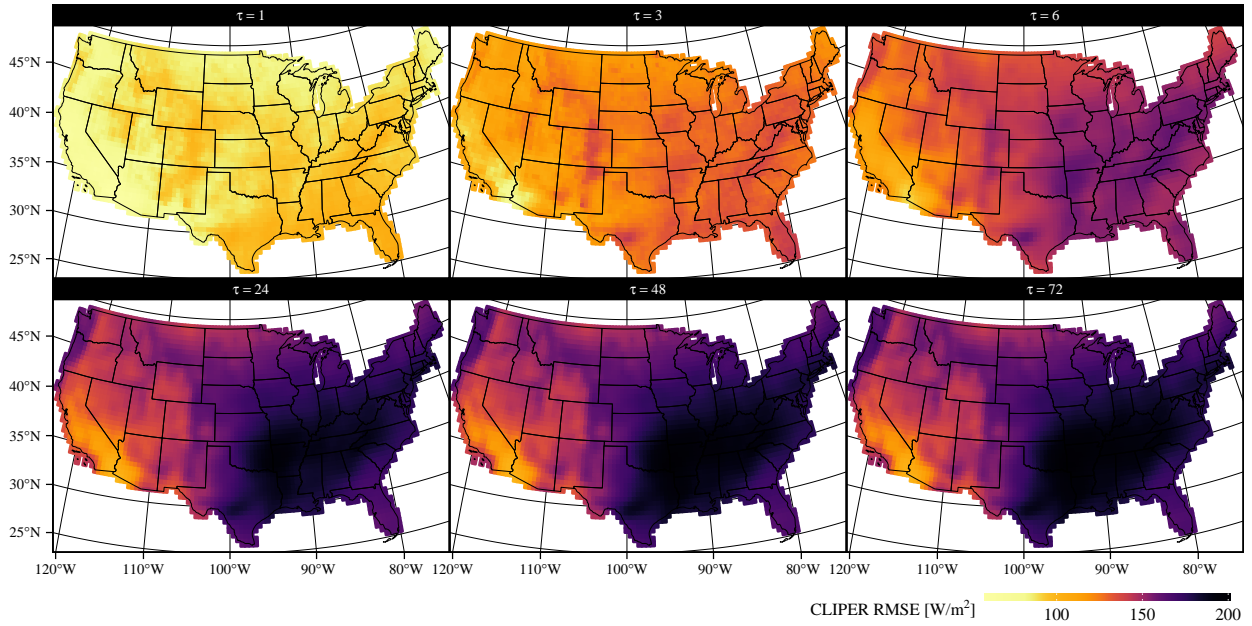 τ = 1
τ = 3
τ = 6
45°N
40°N
35°N
30°N
25°N
τ = 24
τ = 48
τ = 72
45°N
40°N
35°N
30°N
25°N
120°W 110°W 100°W 90°W 80°W 120°W 110°W 100°W 90°W 80°W 120°W 110°W 100°W 90°W 80°W
CLIPER RMSE [W/m²]
100 150 200